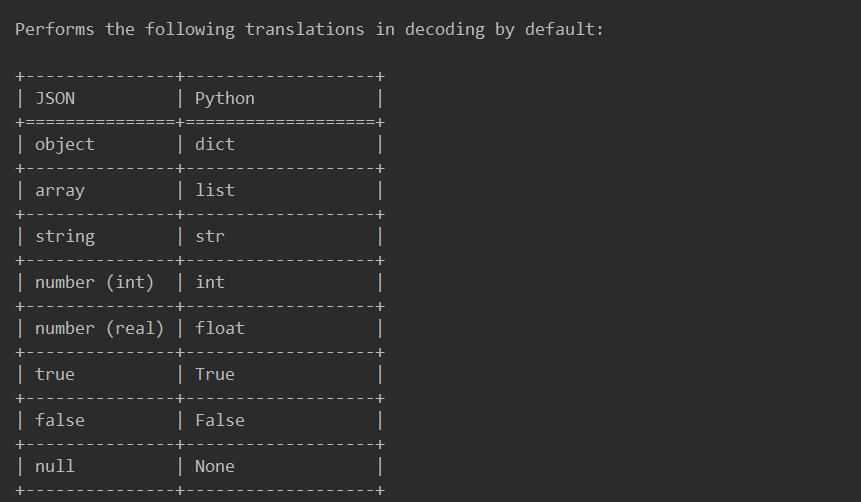 Performs the following translations in decoding by default:
+---------------+-------------------+
| JSON          | Python            |
+===============+===================+
| object        | dict              |
+---------------+-------------------+
| array         | list              |
+---------------+-------------------+
| string        | str               |
+---------------+-------------------+
| number (int)  | int               |
+---------------+-------------------+
| number (real) | float             |
+---------------+-------------------+
| true          | True              |
+---------------+-------------------+
| false         | False             |
+---------------+-------------------+
| null          | None              |
+---------------+-------------------+